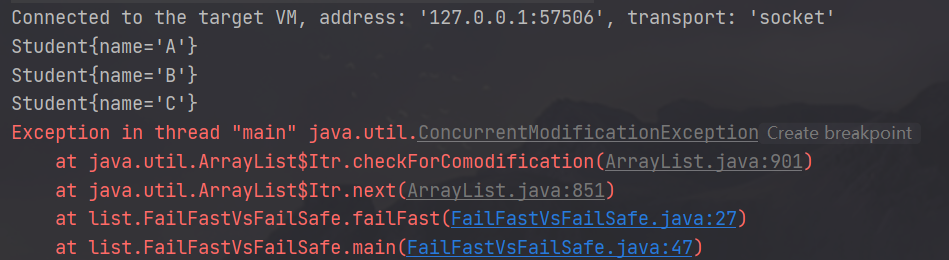 Connected to the target VM, address: '127.0.0.1:57506', transport: 'socket'
Student{name='A'}
Student{name='B'}
Student{name='C'}
Exception in thread "main" java.util.ConcurrentModificationException Create breakpoint
    at java.util.ArrayList$Itr.checkForComodification(ArrayList.java:901)
    at java.util.ArrayList$Itr.next(ArrayList.java:851)
    at list.FailFastVsFailSafe.failFast(FailFastVsFailSafe.java:27)
    at list.FailFastVsFailSafe.main(FailFastVsFailSafe.java:47)